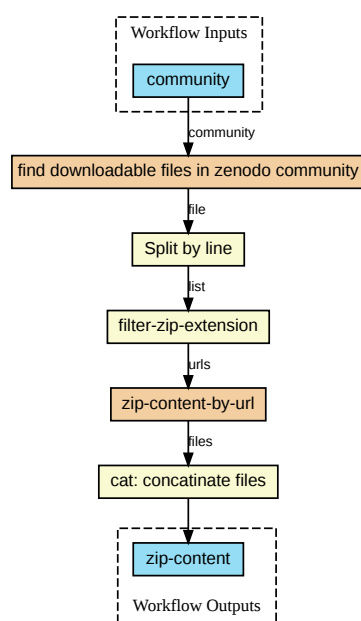 Workflow Inputs
community
community
find downloadable files in zenodo community
file
Split by line
list
filter-zip-extension
urls
zip-content-by-url
files
cat: concatinate files
zip-content
Workflow Outputs